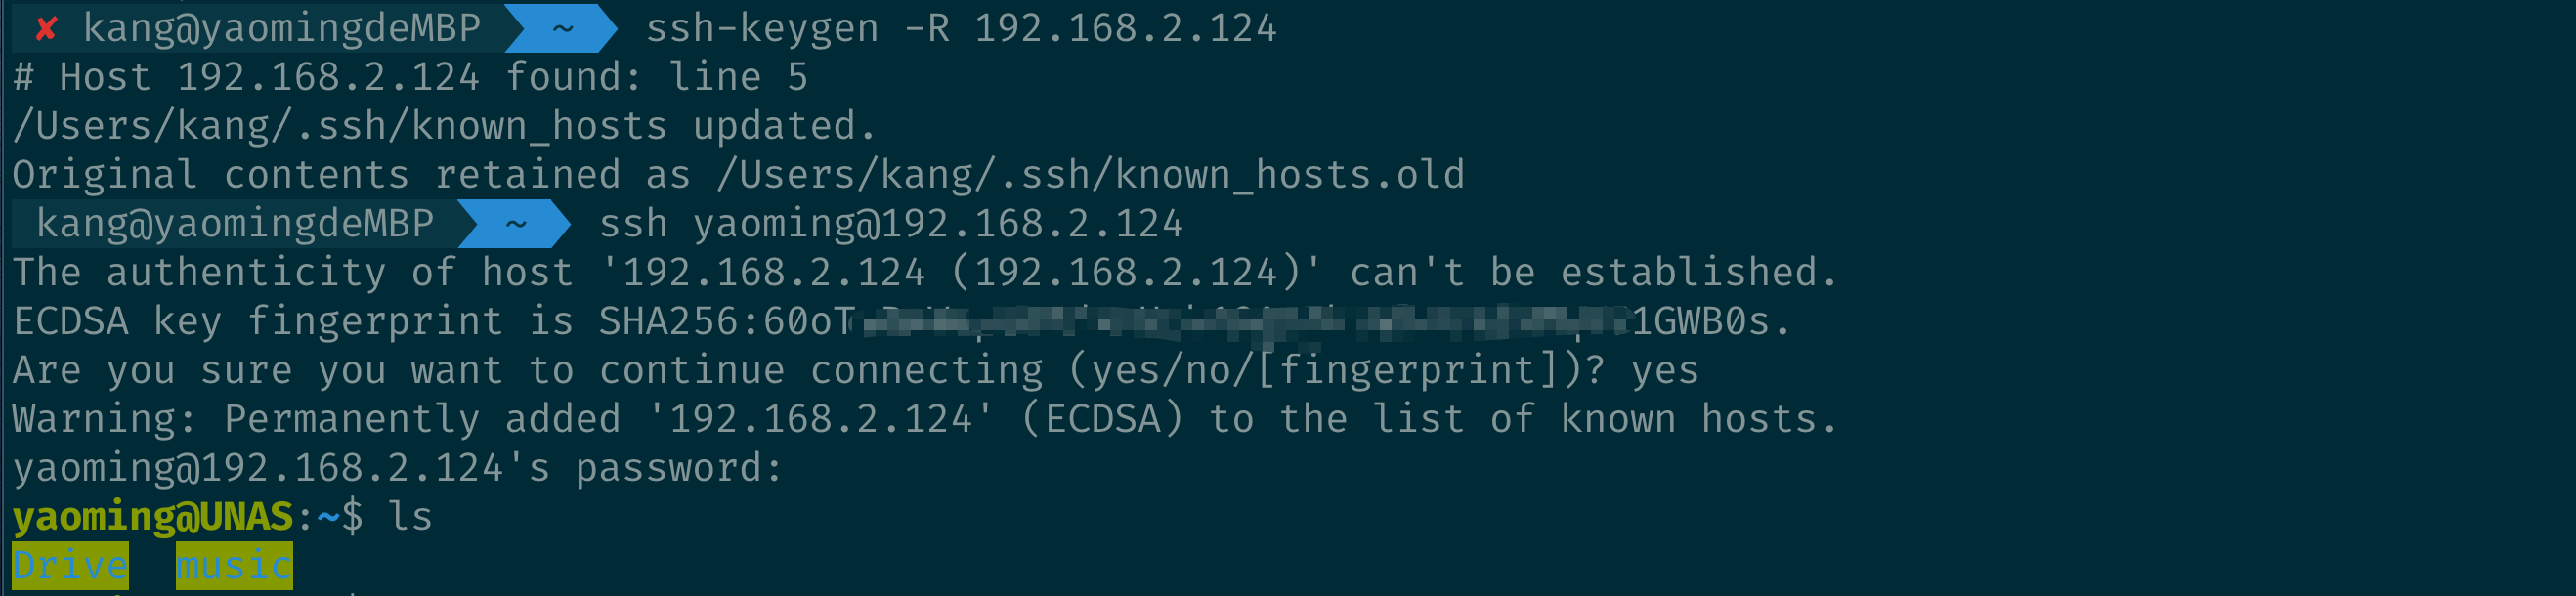 ✘ kang@yaomingdeMBP ~ ssh-keygen -R 192.168.2.124
# Host 192.168.2.124 found: line 5
/Users/kang/.ssh/known_hosts updated.
Original contents retained as /Users/kang/.ssh/known_hosts.old
kang@yaomingdeMBP ~ ssh yaoming@192.168.2.124
The authenticity of host '192.168.2.124 (192.168.2.124)' can't be established.
ECDSA key fingerprint is SHA256:60oT 1GWB0s.
Are you sure you want to continue connecting (yes/no/[fingerprint])? yes
Warning: Permanently added '192.168.2.124' (ECDSA) to the list of known hosts.
yaoming@192.168.2.124's password:
yaoming@UNAS:~$ ls
Drive music